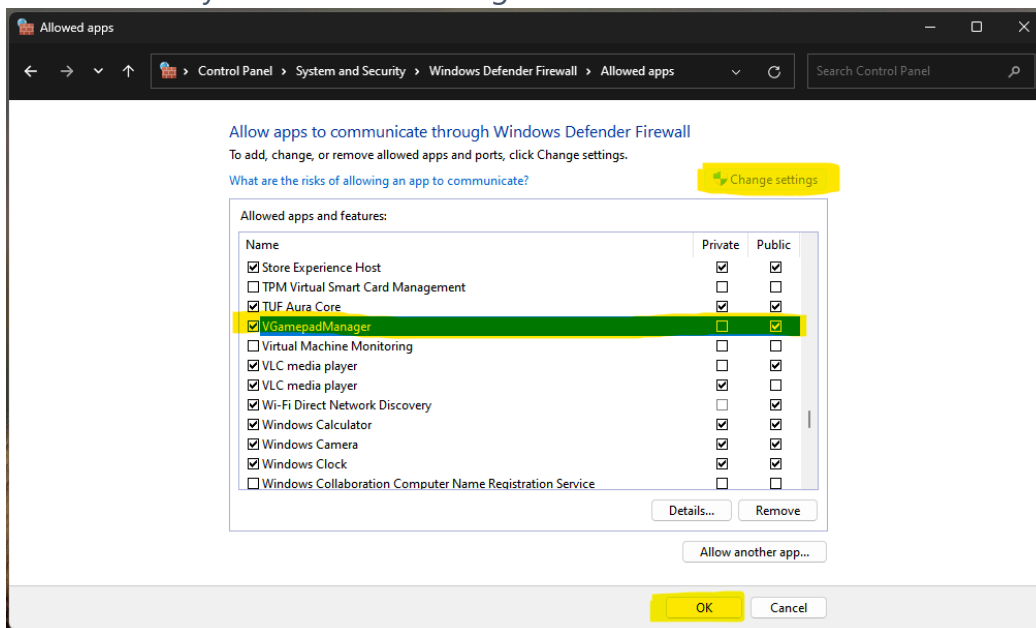 Allowed apps
Control Panel > System and Security > Windows Defender Firewall > Allowed apps
Search Control Panel
Allow apps to communicate through Windows Defender Firewall
To add, change, or remove allowed apps and ports, click Change settings.
What are the risks of allowing an app to communicate?
Change settings
Allowed apps and features:
Name Private Public
Store Experience Host
TPM Virtual Smart Card Management
TUF Aura Core
VGamepadManager
Virtual Machine Monitoring
VLC media player
VLC media player
Wi-Fi Direct Network Discovery
Windows Calculator
Windows Camera
Windows Clock
Windows Collaboration Computer Name Registration Service
Details... Remove
Allow another app...
OK Cancel